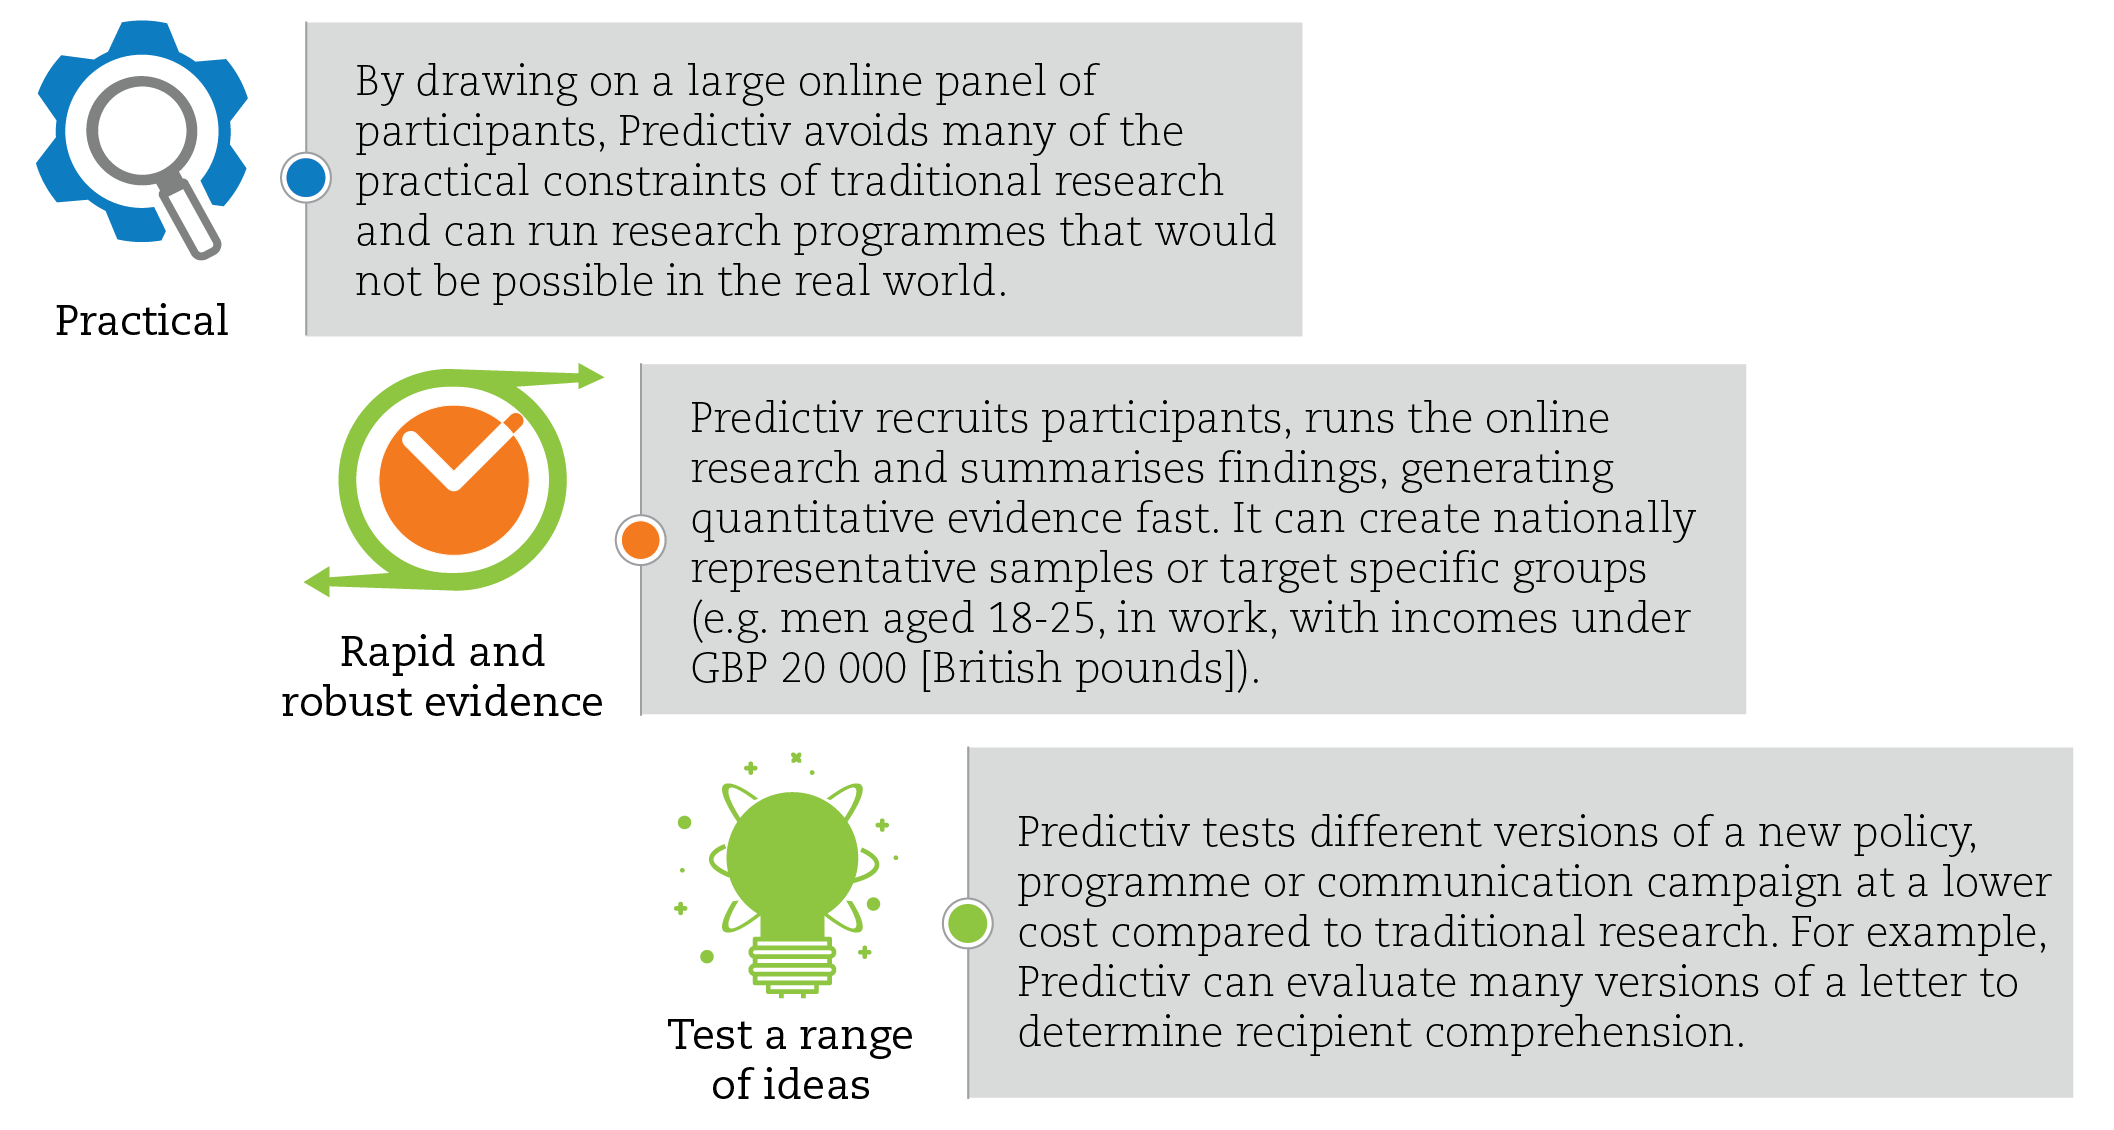 By drawing on a large online panel of
participants, Predictiv avoids many of the
practical constraints of traditional research
and can run research programmes that would
not be possible in the real world.
Practical
Predictiv recruits participants, runs the online
research and summarises findings, generating
quantitative evidence fast. It can create nationally
representative samples or target specific groups
(e.g. men aged 18-25, in work, with incomes under
GBP 20 000 [British pounds]).
Rapid and
robust evidence
Predictiv tests different versions of a new policy,
programme or communication campaign at a lower
cost compared to traditional research. For example,
Predictiv can evaluate many versions of a letter to
determine recipient comprehension.
Test a range
of ideas